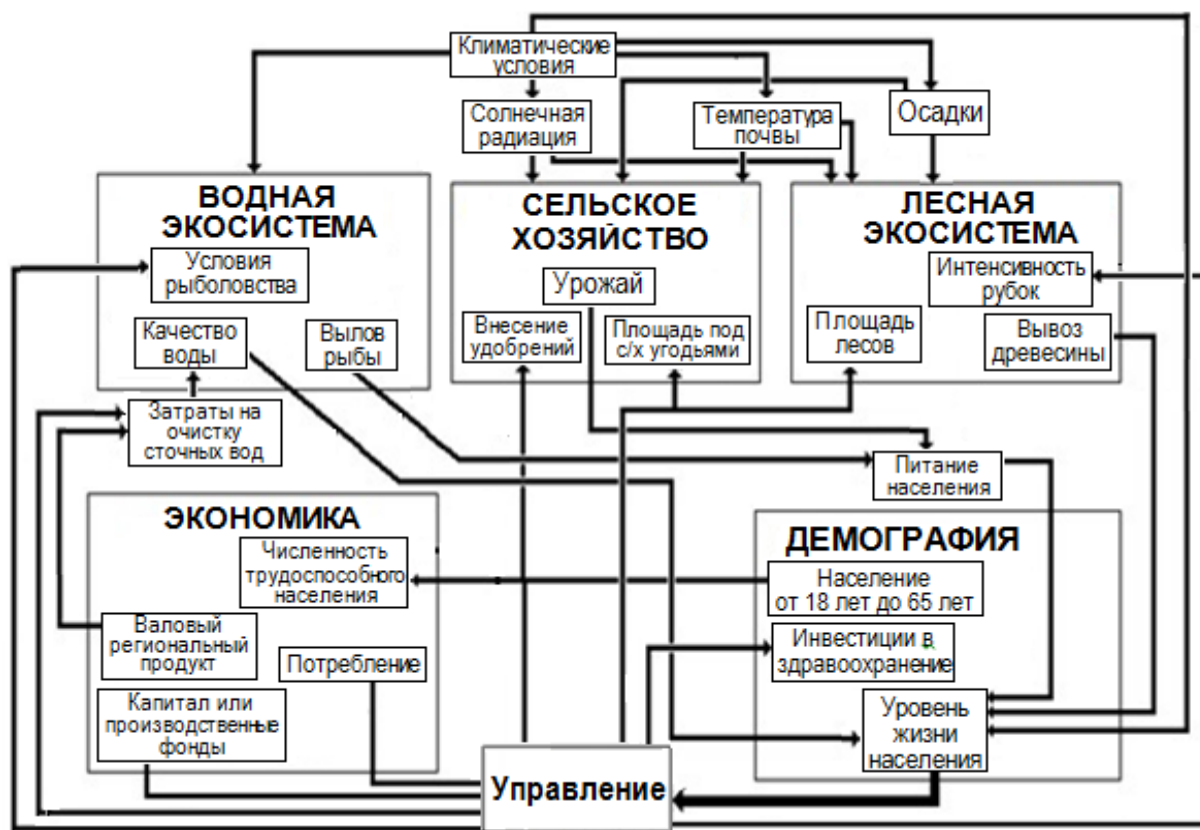 Климатические
условия
Солнечная
радиация
Температура
почвы
Осадки
ВОДНАЯ
ЭКОСИСТЕМА
Условия
рыболовства
Качество
воды
Вылов
рыбы
СЕЛЬСКОЕ
ХОЗЯЙСТВО
Урожай
Внесение
удобрений
Площадь под
с/х угодьями
ЛЕСНАЯ
ЭКОСИСТЕМА
Интенсивность
рубок
Площадь
лесов
Вывоз
древесины
Затраты на
очистку
сточных вод
Питание
населения
ЭКОНОМИКА
Численность
трудоспособного
населения
Валовый
региональный
продукт
Потребление
Капитал или
производственные
фонды
ДЕМОГРАФИЯ
Население
от 18 лет до 65 лет
Инвестиции в
здравоохранение
Уровень
жизни
населения
Управление